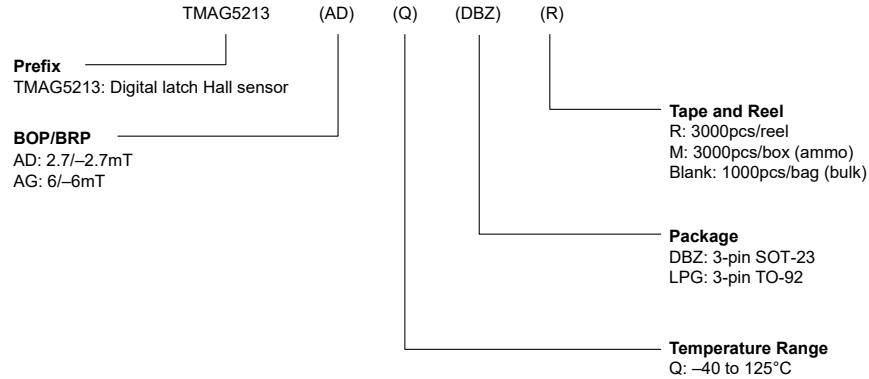 TMAG5213 (AD) (Q) (DBZ) (R)
Prefix
TMAG5213: Digital latch Hall sensor
BOP/BRP
AD: 2.7/–2.7mT
AG: 6/–6mT
Tape and Reel
R: 3000pcs/reel
M: 3000pcs/box (ammo)
Blank: 1000pcs/bag (bulk)
Package
DBZ: 3-pin SOT-23
LPG: 3-pin TO-92
Temperature Range
Q: –40 to 125°C